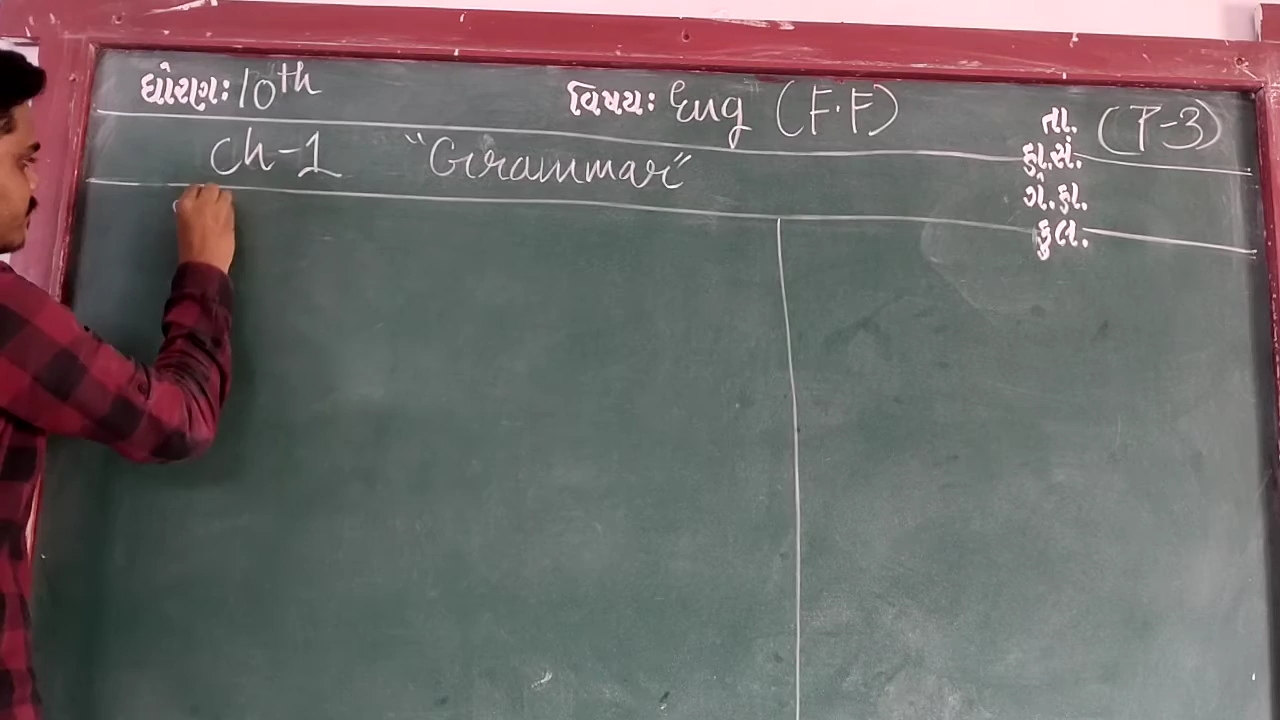 ધોરણ: 10th વિષય: Eng (F.F) તા. (P-3)
Ch-1 "Grammar" ક્રા.સં.
ગે.હા.
કુલ.